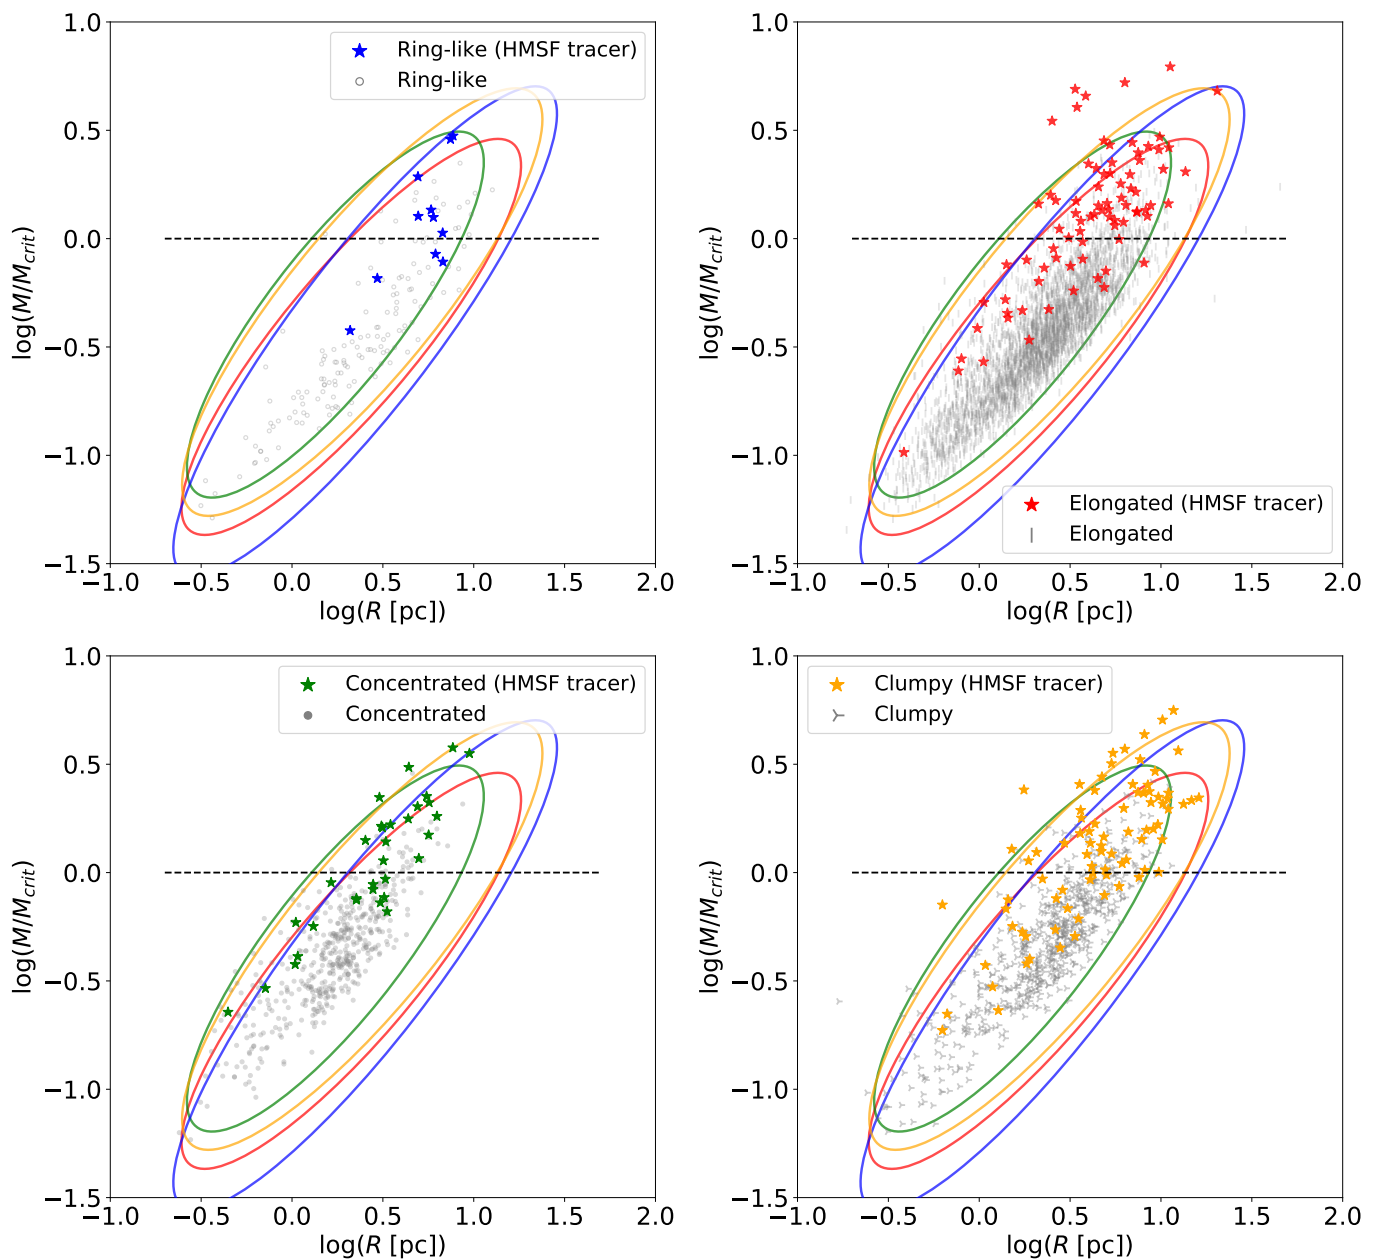 1.0
0.5
0.0
−0.5
−1.0
−1.5
log(M/M_crit)
Ring-like (HMSF tracer)
Ring-like
−1.0 −0.5 0.0 0.5 1.0 1.5 2.0
log(R [pc])
1.0
0.5
0.0
−0.5
−1.0
−1.5
log(M/M_crit)
Elongated (HMSF tracer)
Elongated
−1.0 −0.5 0.0 0.5 1.0 1.5 2.0
log(R [pc])
1.0
0.5
0.0
−0.5
−1.0
−1.5
log(M/M_crit)
Concentrated (HMSF tracer)
Concentrated
−1.0 −0.5 0.0 0.5 1.0 1.5 2.0
log(R [pc])
1.0
0.5
0.0
−0.5
−1.0
−1.5
log(M/M_crit)
Clumpy (HMSF tracer)
Clumpy
−1.0 −0.5 0.0 0.5 1.0 1.5 2.0
log(R [pc])